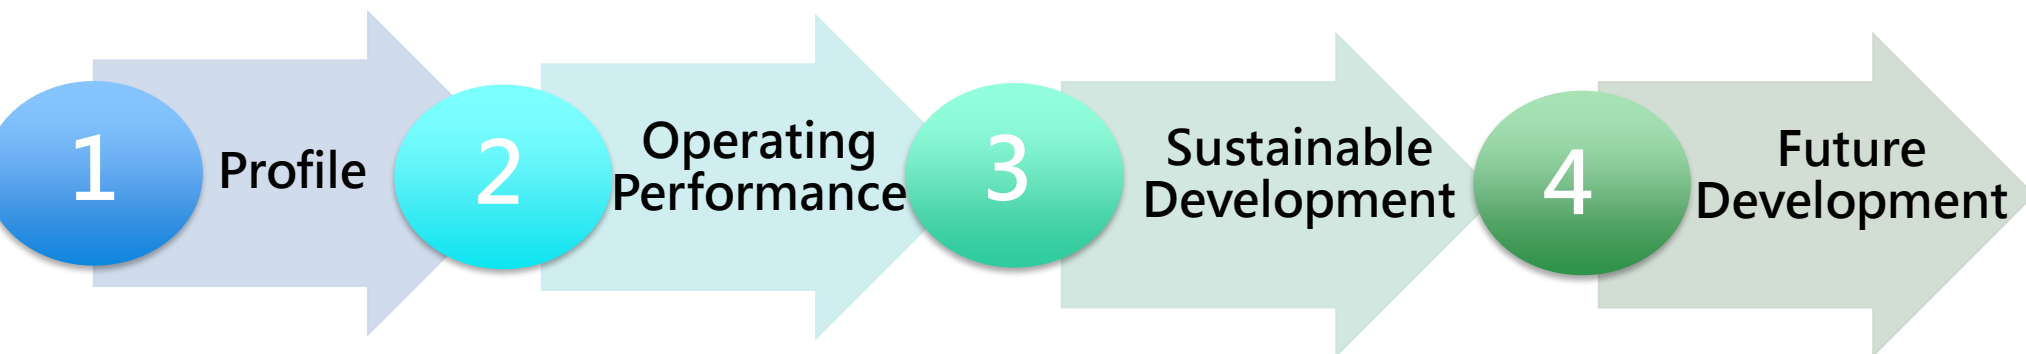 1
Profile
2
Operating
Performance
3
Sustainable
Development
4
Future
Development